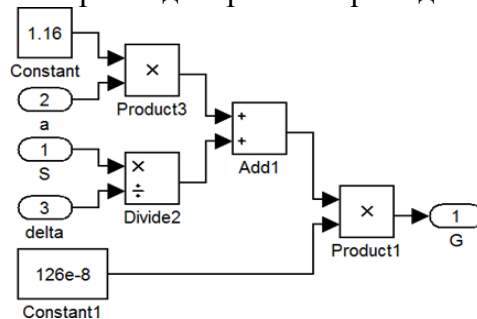 1.16
Constant
2
a
×
Product3
1
S
×
÷
Divide2
3
delta
+
+
Add1
×
Product1
1
G
126e-8
Constant1